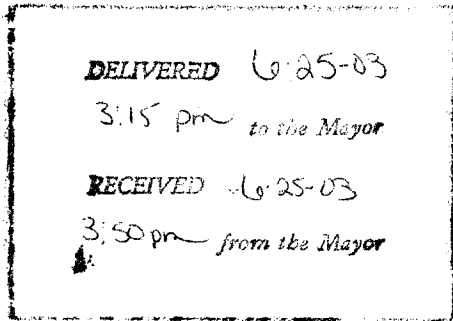 DELIVERED 6-25-03
3:15 pm to the Mayor
RECEIVED 6-25-03
3:50 pm from the Mayor